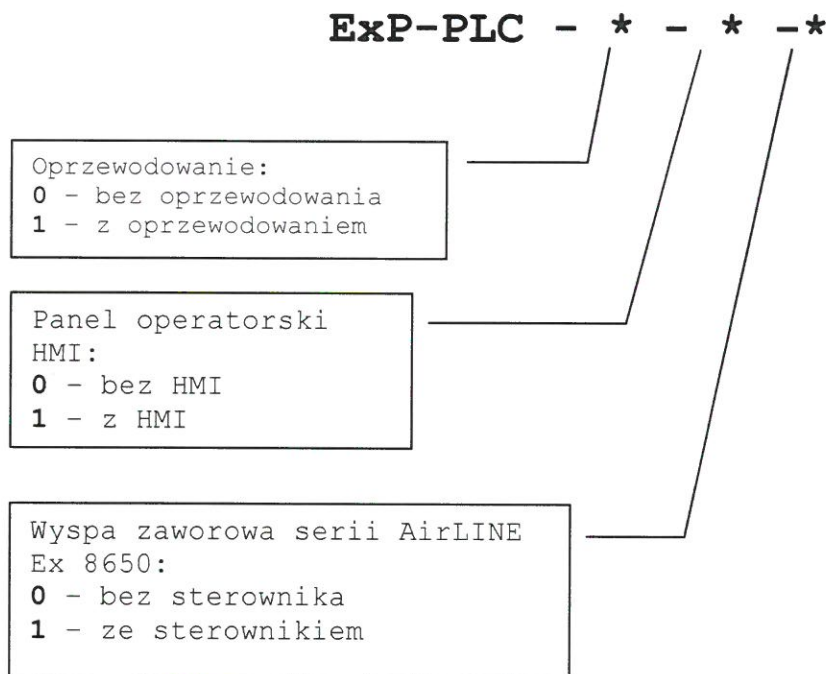 ExP-PLC - * - * -*
Oprzewodowanie:
0 - bez oprzewodowania
1 - z oprzewodowaniem
Panel operatorski
HMI:
0 - bez HMI
1 - z HMI
Wyspa zaworowa serii AirLINE
Ex 8650:
0 - bez sterownika
1 - ze sterownikiem